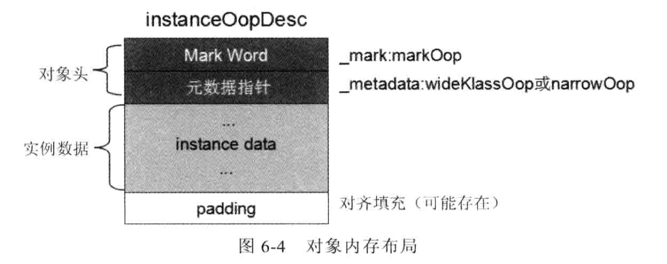 instanceOopDesc
对象头
Mark Word
_mark:markOop
元数据指针
_metadata:wideKlassOop或narrowOop
实例数据
...
instance data
...
padding
对齐填充（可能存在）
图 6-4 对象内存布局